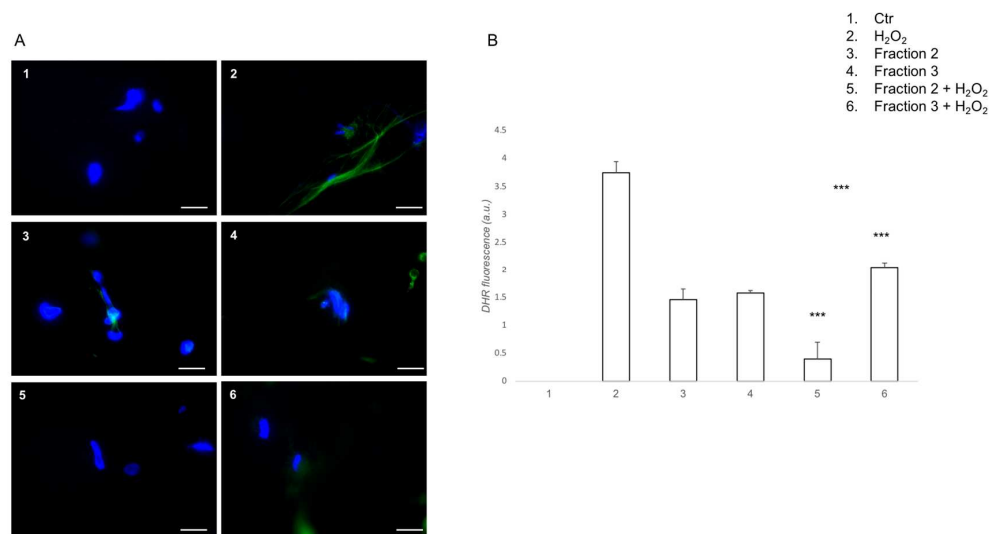 A
1
2
3
4
5
6
B
1. Ctr
2. H₂O₂
3. Fraction 2
4. Fraction 3
5. Fraction 2 + H₂O₂
6. Fraction 3 + H₂O₂
DHR fluorescence (a.u.)
4.5
4
3.5
3
2.5
2
1.5
1
0.5
0
***
***
***
1 2 3 4 5 6